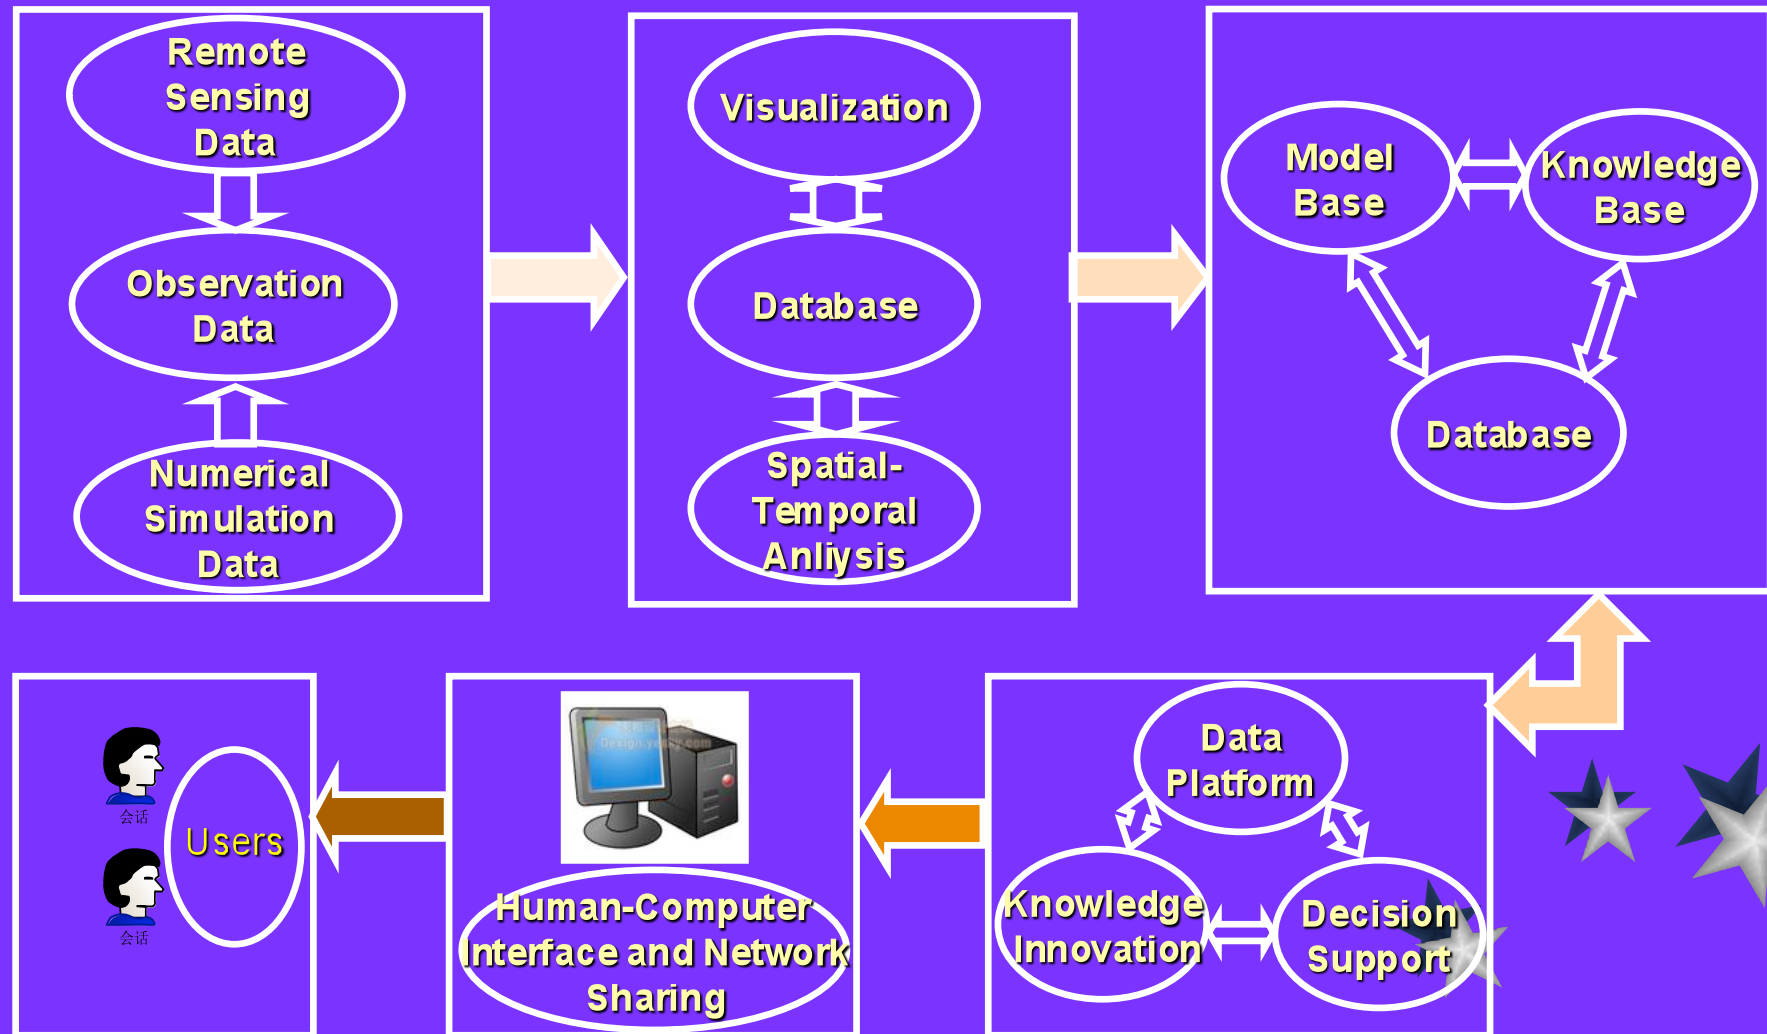 Remote
Sensing
Data
Observation
Data
Numerical
Simulation
Data
Visualization
Database
Spatial-
Temporal
Anliysis
Model
Base
Knowledge
Base
Database
会话
会话
Users
Human-Computer
Interface and Network
Sharing
Data
Platform
Knowledge
Innovation
Decision
Support